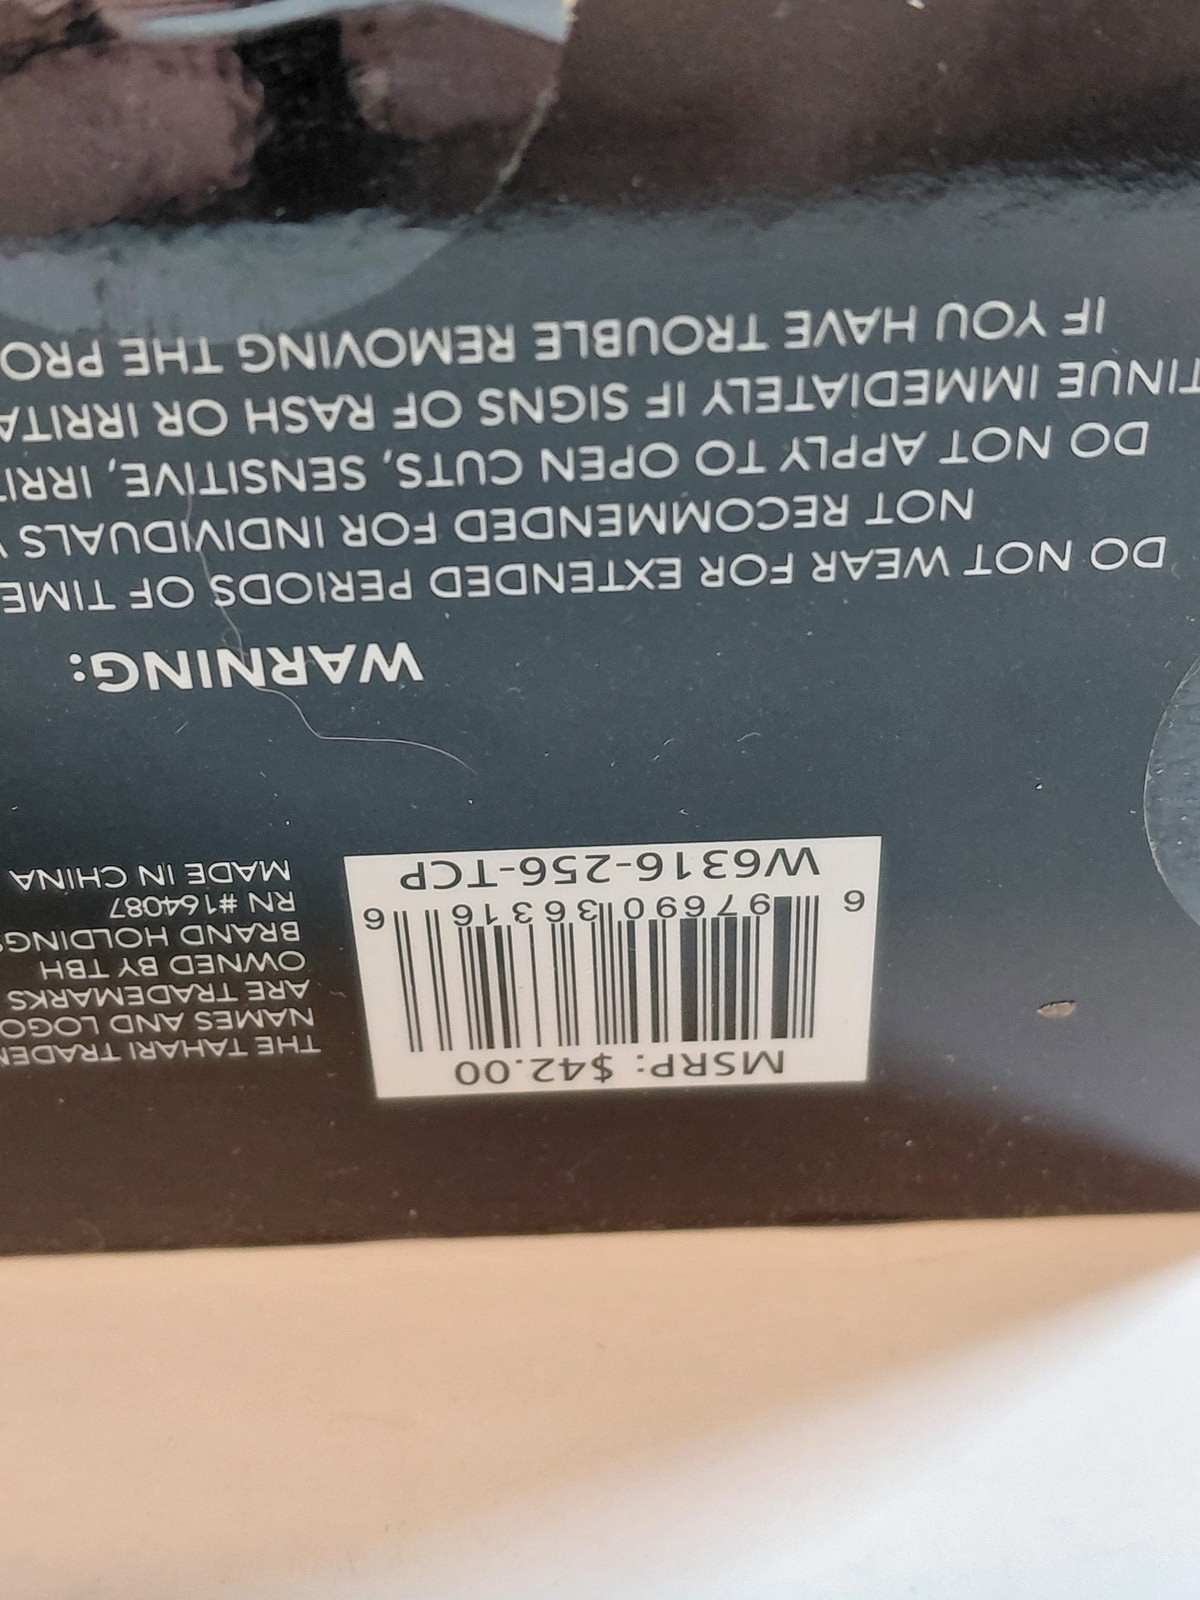 MSRP: $42.00
6 97690 36316 6
W6316-256-TCP
THE TAHARI TRADEM
NAMES AND LOGO
ARE TRADEMARKS
OWNED BY TBH
BRAND HOLDINGS
RN #164087
MADE IN CHINA
WARNING:
DO NOT WEAR FOR EXTENDED PERIODS OF TIME
NOT RECOMMENDED FOR INDIVIDUALS
DO NOT APPLY TO OPEN CUTS, SENSITIVE, IRRIT
TINUE IMMEDIATELY IF SIGNS OF RASH OR IRRITA
IF YOU HAVE TROUBLE REMOVING THE PRO